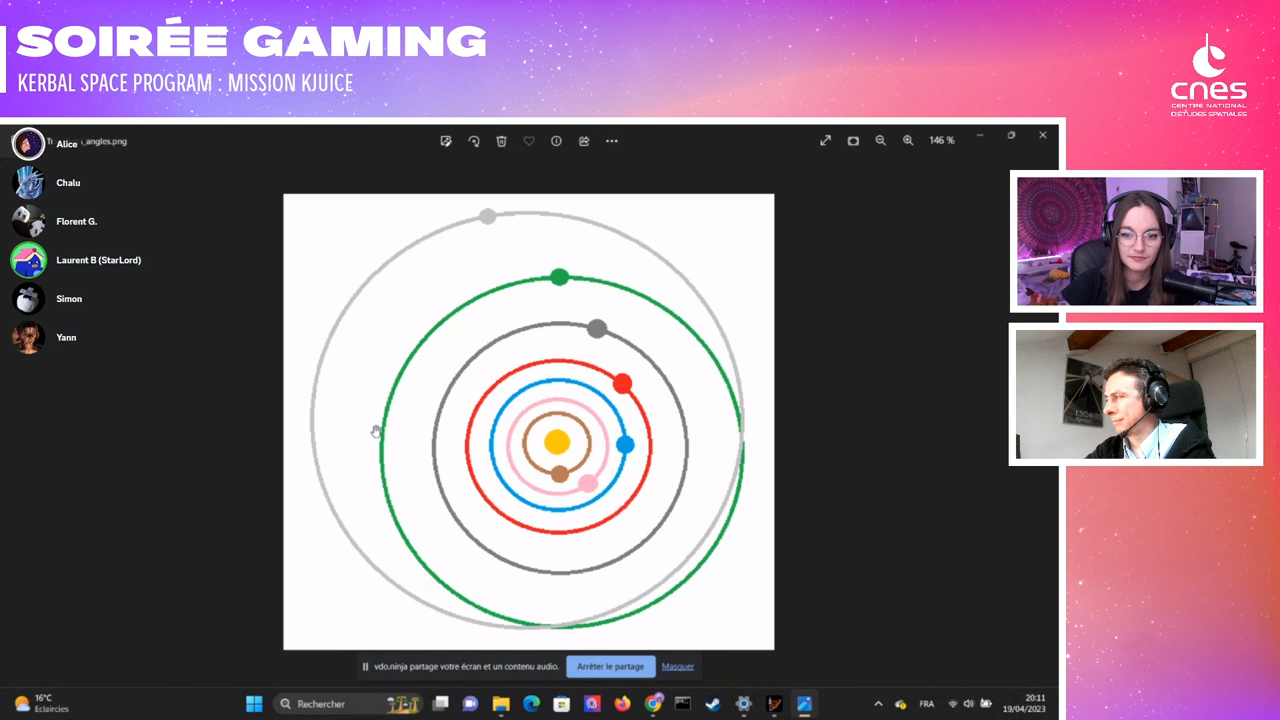 SOIRÉE GAMING
KERBAL SPACE PROGRAM : MISSION KJUICE
cnes
CENTRE NATIONAL
D'ÉTUDES SPATIALES
_angles.png
146 %
Alice
Chalu
Florent G.
Laurent B (StarLord)
Simon
Yann
vdo.ninja partage votre écran et un contenu audio.
Arrêter le partage
Masquer
16°C
Eclaircies
Rechercher
FRA
20:11
19/04/2023